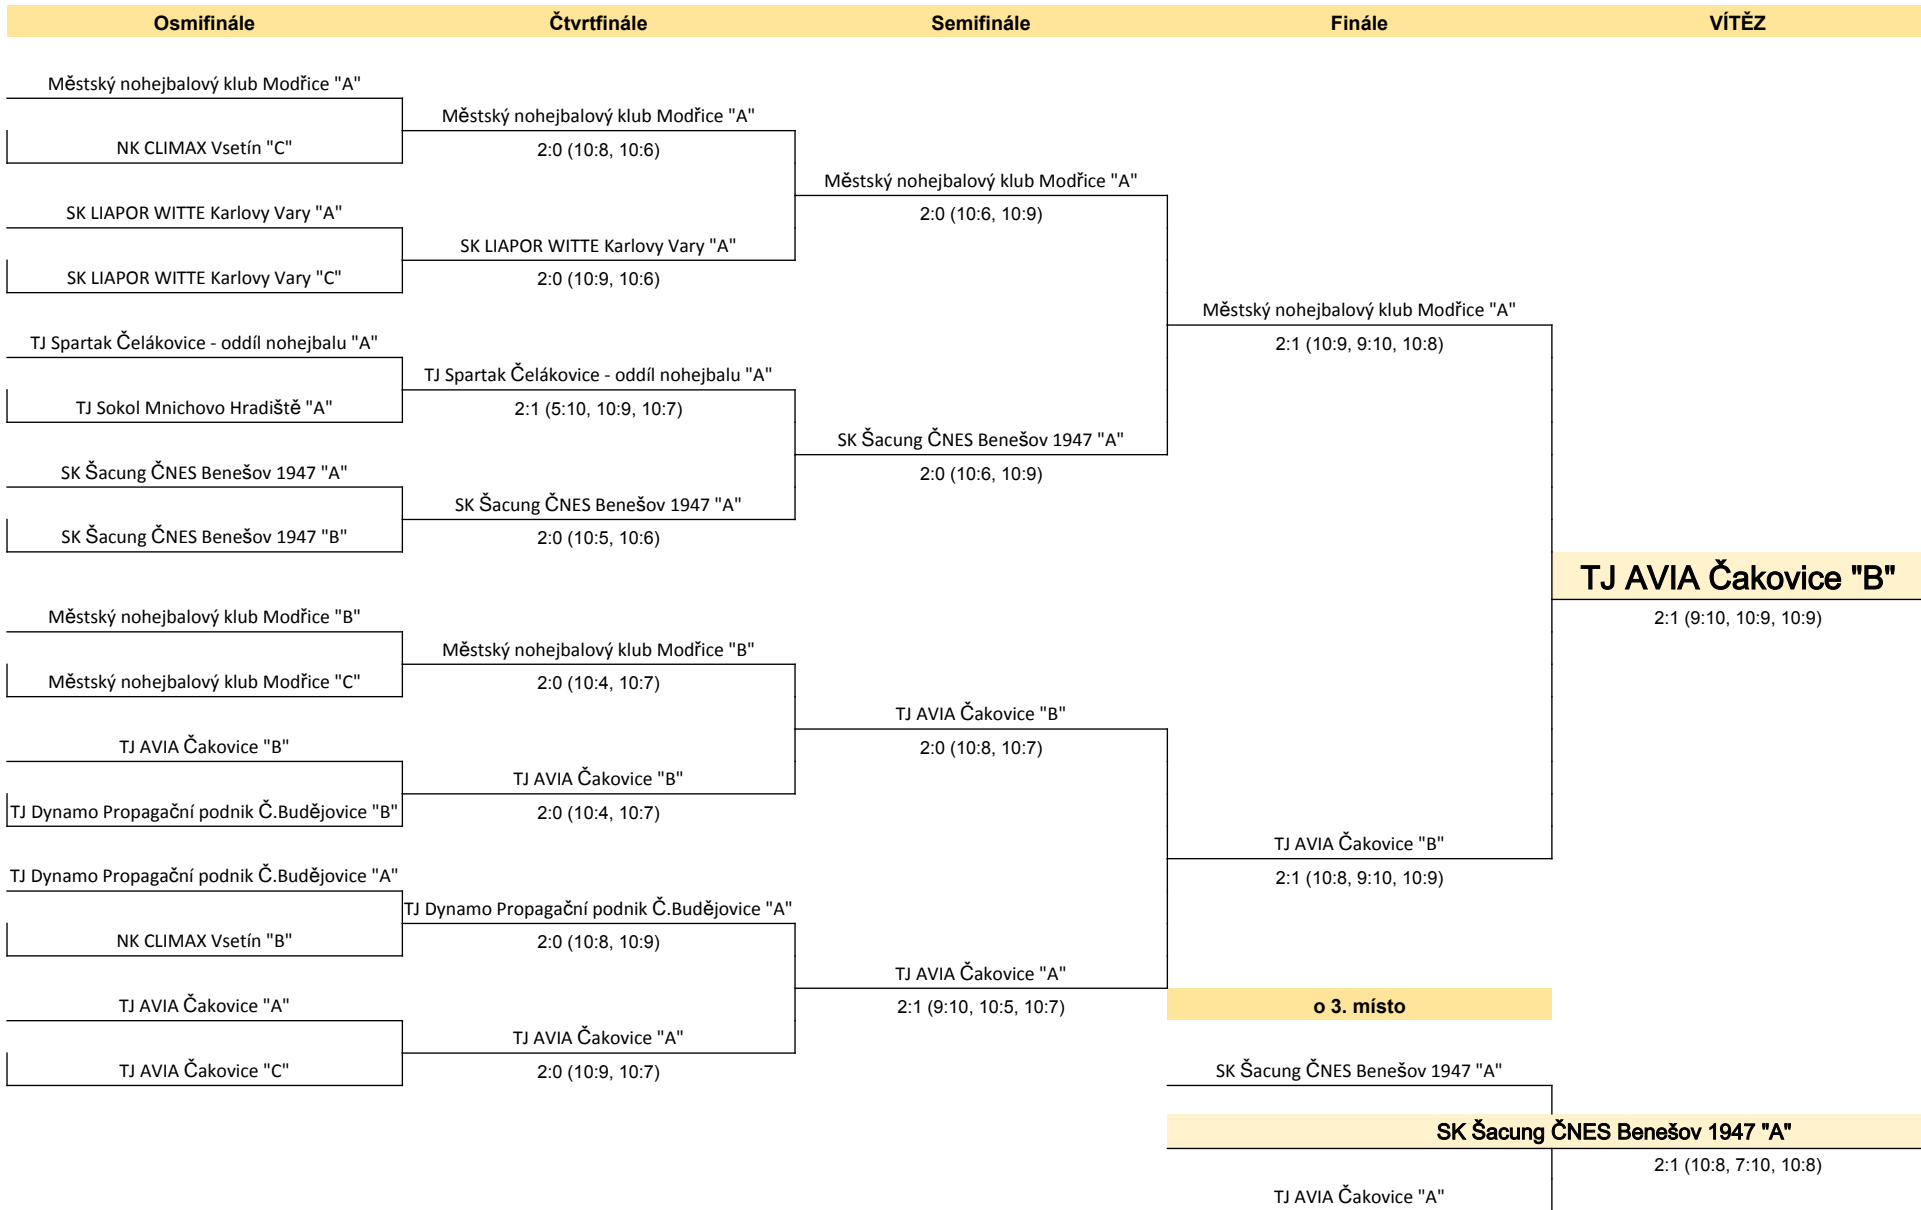 Osmifinále
Čtvrtfinále
Semifinále
Finále
VÍTĚZ
Městský nohejbalový klub Modřice "A"
NK CLIMAX Vsetín "C"
SK LIAPOR WITTE Karlovy Vary "A"
SK LIAPOR WITTE Karlovy Vary "C"
TJ Spartak Čelákovice - oddíl nohejbalu "A"
TJ Sokol Mnichovo Hradiště "A"
SK Šacung ČNES Benešov 1947 "A"
SK Šacung ČNES Benešov 1947 "B"
Městský nohejbalový klub Modřice "B"
Městský nohejbalový klub Modřice "C"
TJ AVIA Čakovice "B"
TJ Dynamo Propagační podnik Č.Budějovice "B"
TJ Dynamo Propagační podnik Č.Budějovice "A"
NK CLIMAX Vsetín "B"
TJ AVIA Čakovice "A"
TJ AVIA Čakovice "C"
Městský nohejbalový klub Modřice "A"
2:0 (10:8, 10:6)
SK LIAPOR WITTE Karlovy Vary "A"
2:0 (10:9, 10:6)
TJ Spartak Čelákovice - oddíl nohejbalu "A"
2:1 (5:10, 10:9, 10:7)
SK Šacung ČNES Benešov 1947 "A"
2:0 (10:5, 10:6)
Městský nohejbalový klub Modřice "B"
2:0 (10:4, 10:7)
TJ AVIA Čakovice "B"
2:0 (10:4, 10:7)
TJ Dynamo Propagační podnik Č.Budějovice "A"
2:0 (10:8, 10:9)
TJ AVIA Čakovice "A"
2:0 (10:9, 10:7)
Městský nohejbalový klub Modřice "A"
2:0 (10:6, 10:9)
SK Šacung ČNES Benešov 1947 "A"
2:0 (10:6, 10:9)
TJ AVIA Čakovice "B"
2:0 (10:8, 10:7)
TJ AVIA Čakovice "A"
2:1 (9:10, 10:5, 10:7)
Městský nohejbalový klub Modřice "A"
2:1 (10:9, 9:10, 10:8)
TJ AVIA Čakovice "B"
2:1 (10:8, 9:10, 10:9)
TJ AVIA Čakovice "B"
2:1 (9:10, 10:9, 10:9)
o 3. místo
SK Šacung ČNES Benešov 1947 "A"
SK Šacung ČNES Benešov 1947 "A"
2:1 (10:8, 7:10, 10:8)
TJ AVIA Čakovice "A"